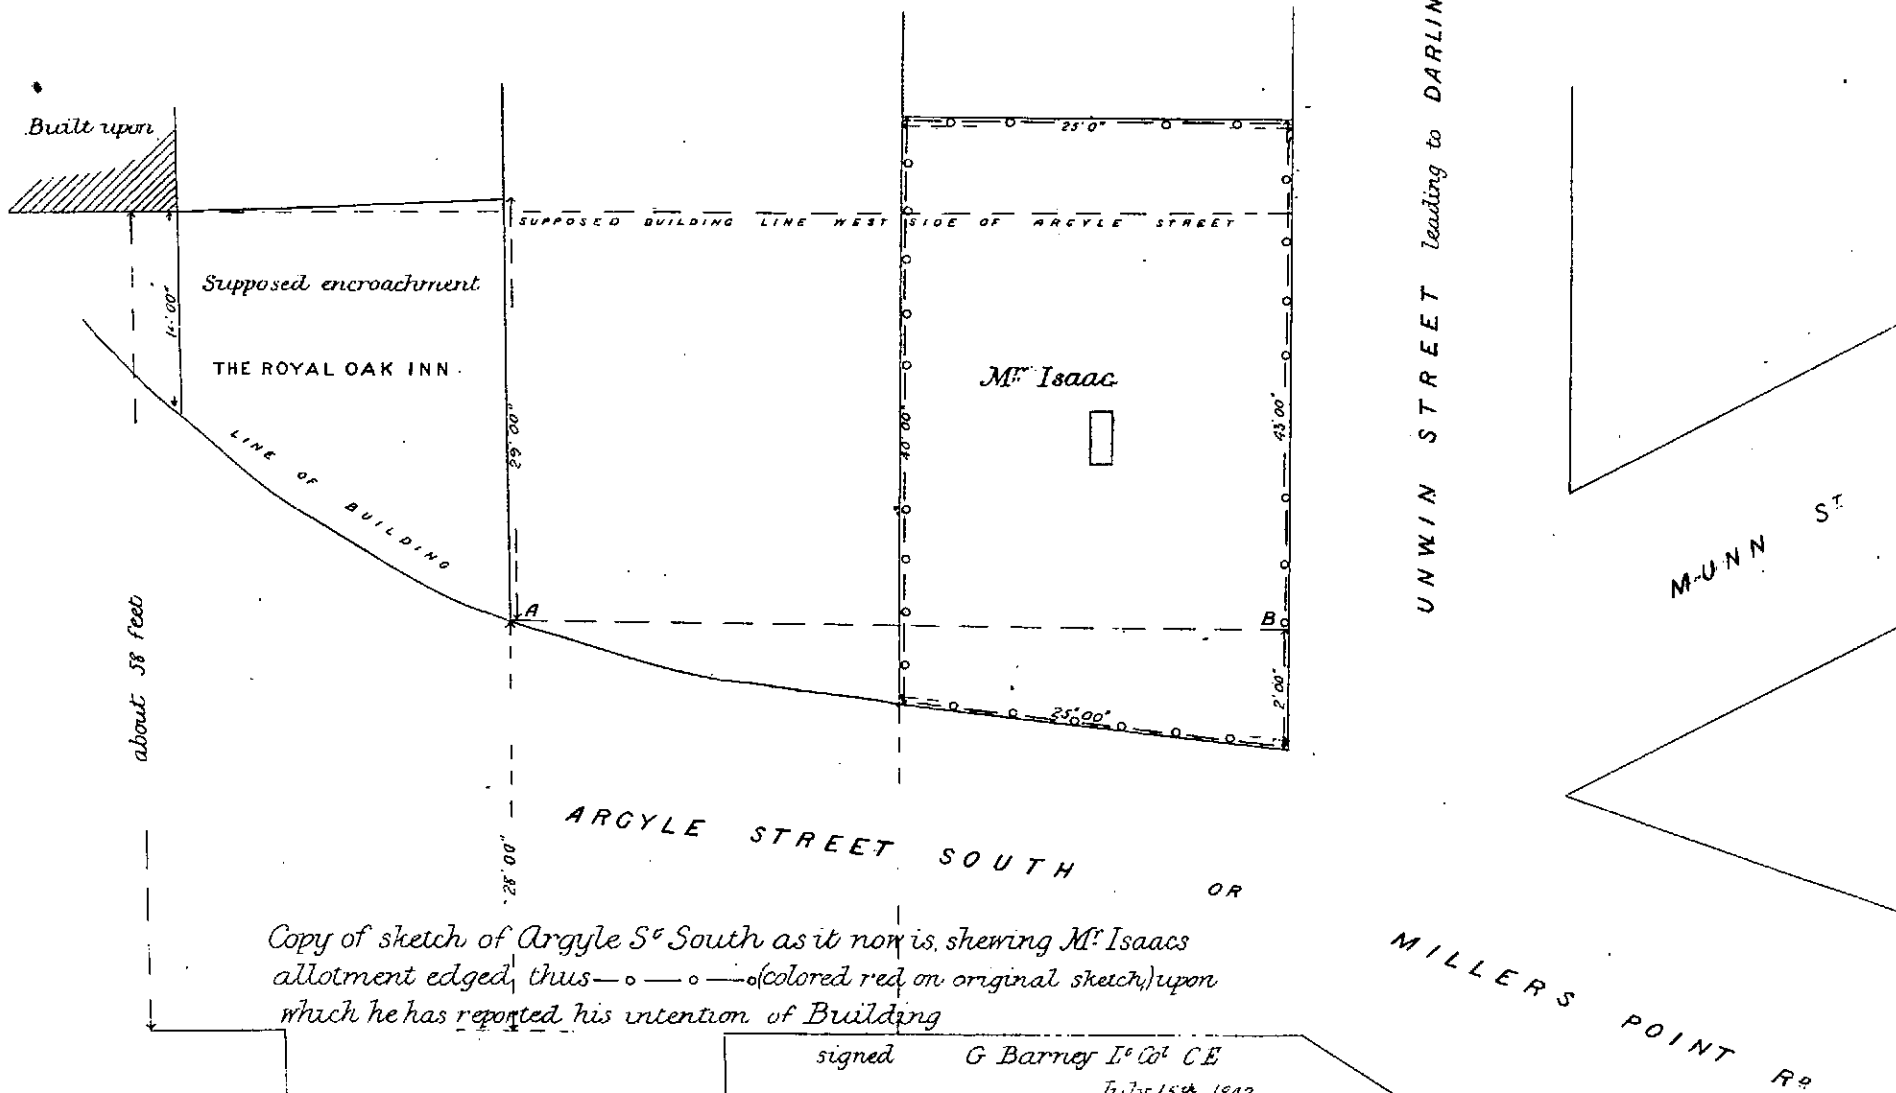 Built upon
25' 0"
SUPPOSED BUILDING LINE WEST SIDE OF ARGYLE STREET
Supposed encroachment
THE ROYAL OAK INN
LINE OF BUILDING
29' 00"
40' 00"
Mr Isaac
43' 00"
A
B
2' 00"
25' 00"
about 58 feet
28' 00"
UNWIN STREET leading to DARLIN
MUNN ST
ARGYLE STREET SOUTH OR
MILLERS POINT RD
Copy of sketch of Argyle St South as it now is, shewing Mr Isaacs
allotment edged, thus —o—o—o (colored red on original sketch,) upon
which he has reported his intention of Building
signed G Barney Lt Col CE
July 15th